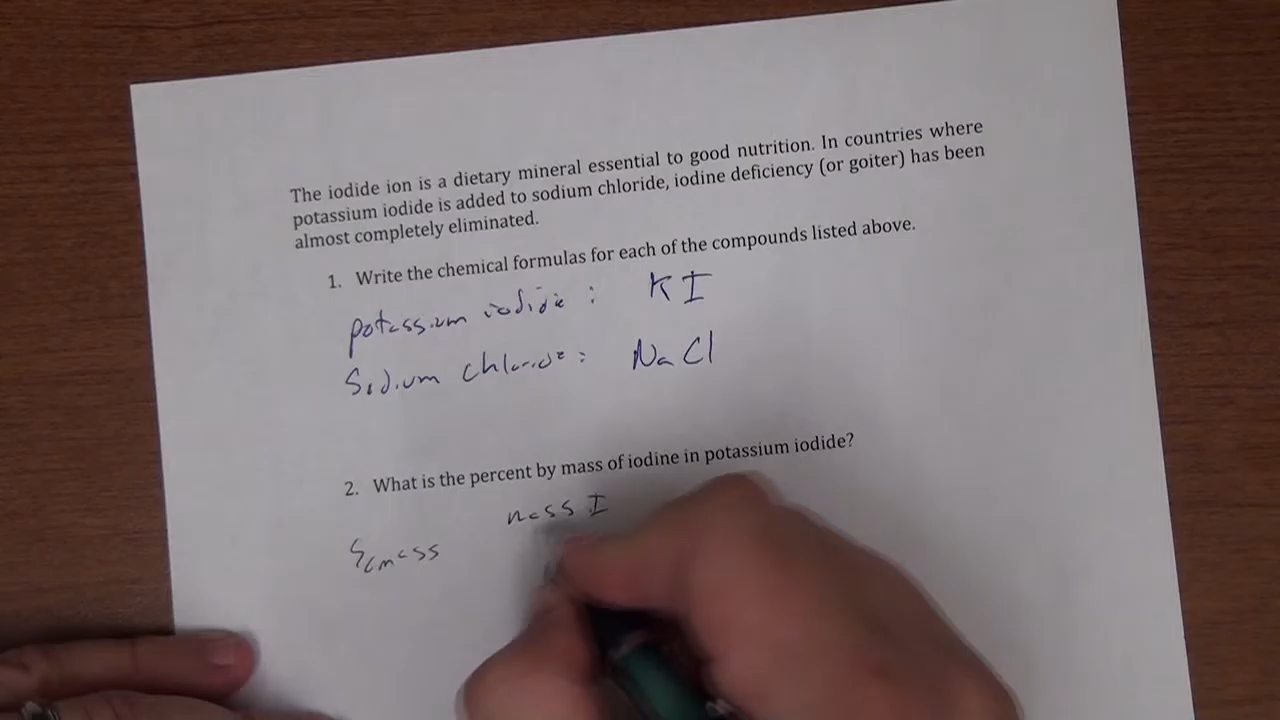 The iodide ion is a dietary mineral essential to good nutrition. In countries where
potassium iodide is added to sodium chloride, iodine deficiency (or goiter) has been
almost completely eliminated.
1. Write the chemical formulas for each of the compounds listed above.
potassium iodide : KI
Sodium chloride : NaCl
2. What is the percent by mass of iodine in potassium iodide?
mass I
% mass